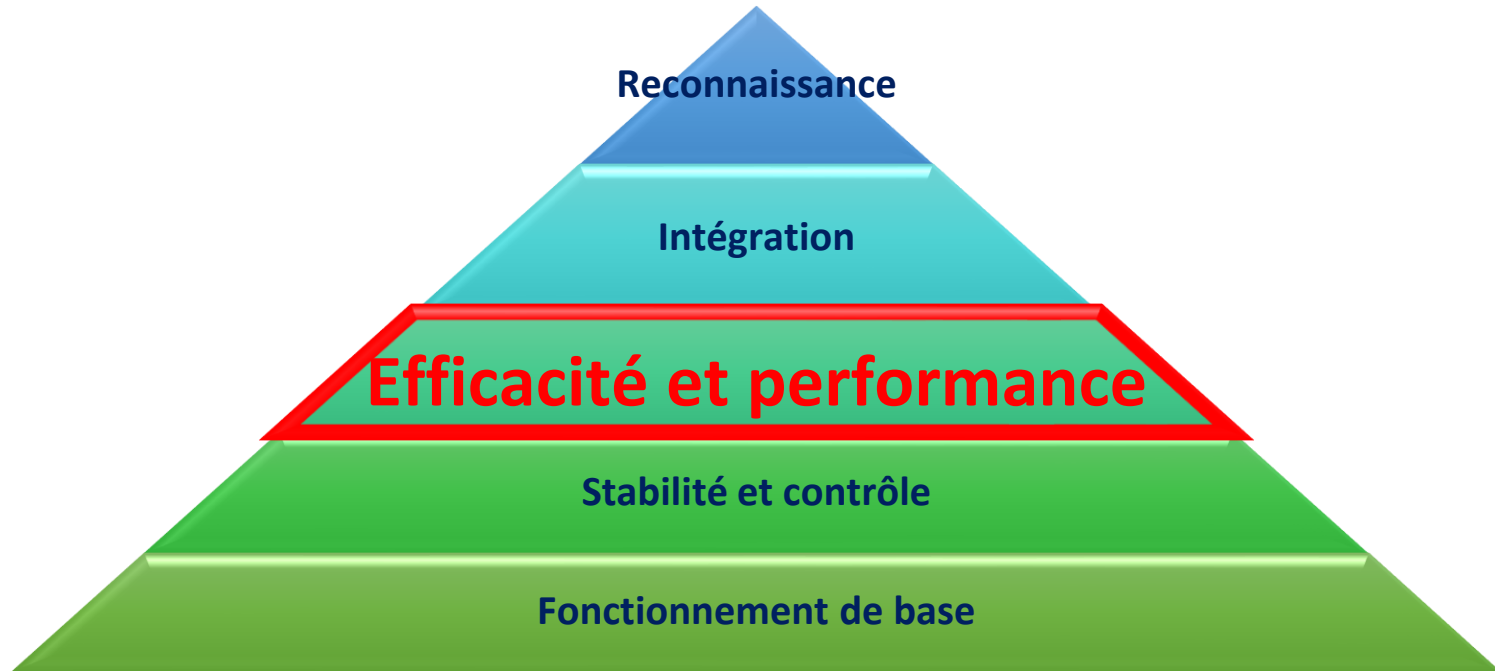 Reconnaissance
Intégration
Efficacité et performance
Stabilité et contrôle
Fonctionnement de base